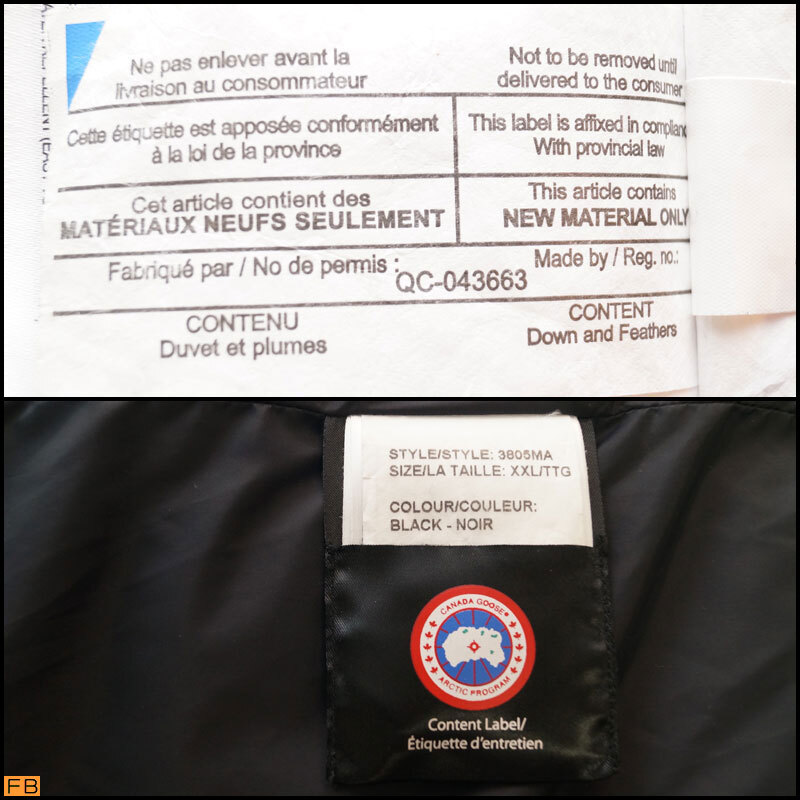 Ne pas enlever avant la
livraison au consommateur
Not to be removed until
delivered to the consumer
Cette étiquette est apposée conformément
à la loi de la province
This label is affixed in complianc
With provincial law
Cet article contient des
MATÉRIAUX NEUFS SEULEMENT
This article contains
NEW MATERIAL ONLY
Fabriqué par / No de permis :
QC-043663
Made by / Reg. no.:
CONTENU
Duvet et plumes
CONTENT
Down and Feathers
STYLE/STYLE: 3805MA
SIZE/LA TAILLE: XXL/TTG
COLOUR/COULEUR:
BLACK - NOIR
CANADA GOOSE
ARCTIC PROGRAM
Content Label/
Étiquette d'entretien
FB